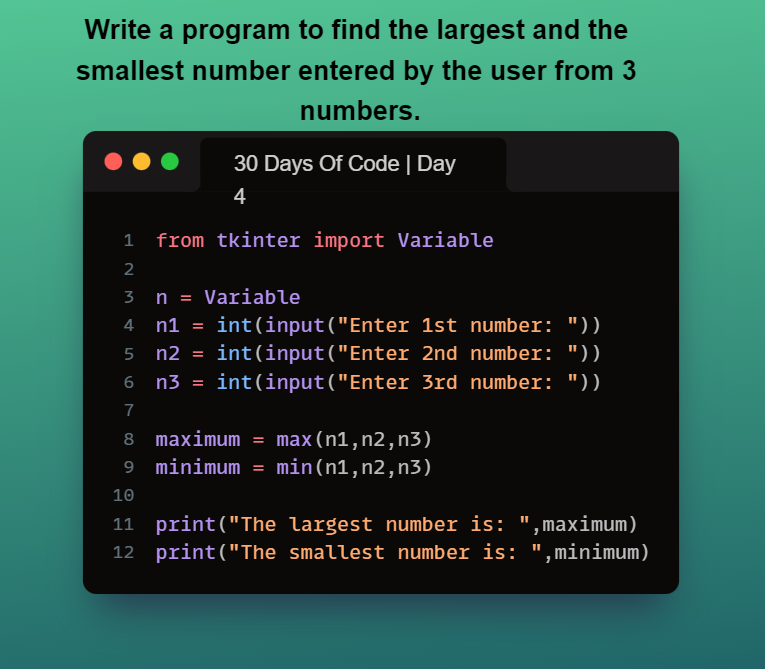 Write a program to find the largest and the
smallest number entered by the user from 3
numbers.
30 Days Of Code | Day
4
1 from tkinter import Variable
2
3 n = Variable
4 n1 = int(input("Enter 1st number: "))
5 n2 = int(input("Enter 2nd number: "))
6 n3 = int(input("Enter 3rd number: "))
7
8 maximum = max(n1,n2,n3)
9 minimum = min(n1,n2,n3)
10
11 print("The largest number is: ",maximum)
12 print("The smallest number is: ",minimum)